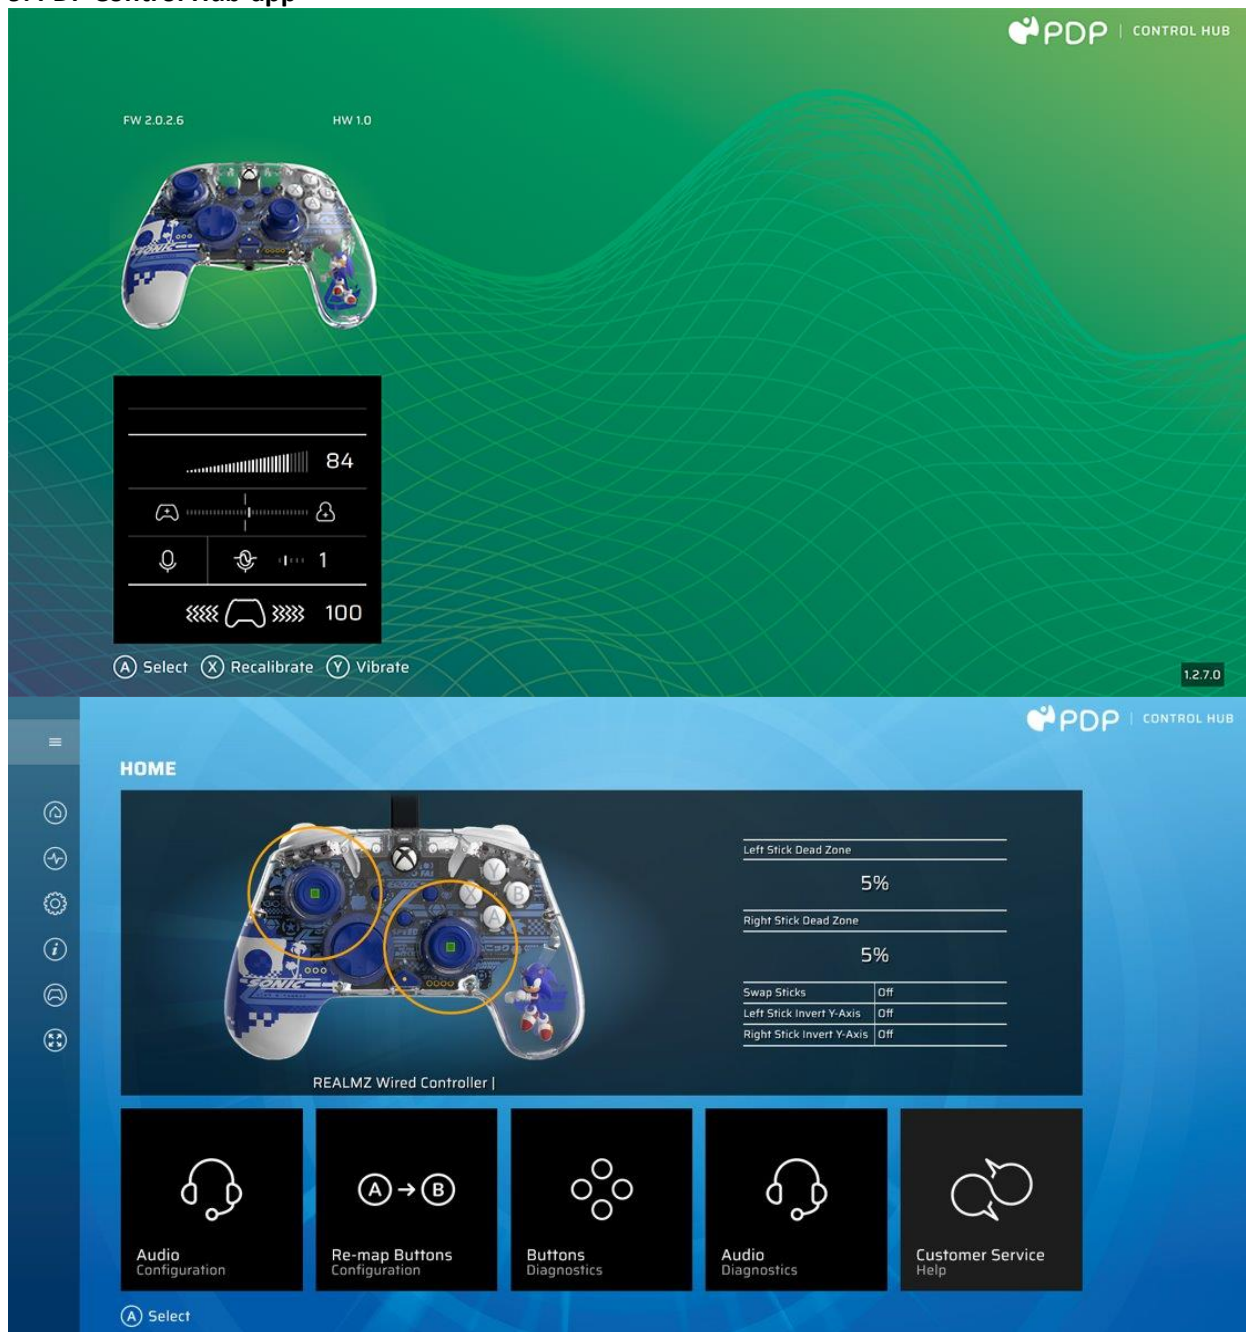 PDP | CONTROL HUB
FW 2.0.2.6
HW 1.0
SONIC
84
1
100
A Select X Recalibrate Y Vibrate
1.2.7.0
PDP | CONTROL HUB
HOME
Left Stick Dead Zone
5%
Right Stick Dead Zone
5%
Swap Sticks Off
Left Stick Invert Y-Axis Off
Right Stick Invert Y-Axis Off
Y
X B
A
SONIC
REALMZ Wired Controller |
A → B
Audio
Configuration
Re-map Buttons
Configuration
Buttons
Diagnostics
Audio
Diagnostics
Customer Service
Help
A Select